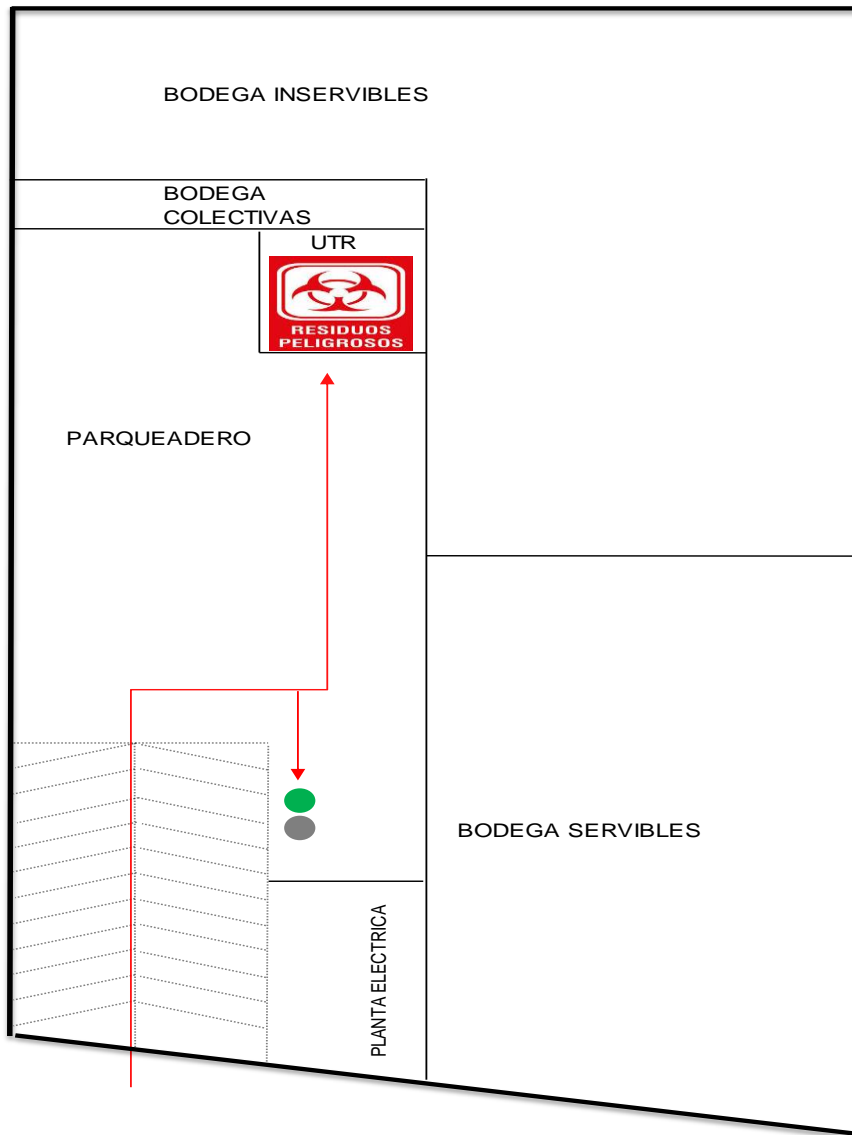 BODEGA INSERVIBLES
BODEGA
COLECTIVAS
UTR
RESIDUOS
PELIGROSOS
PARQUEADERO
BODEGA SERVIBLES
PLANTA ELECTRICA